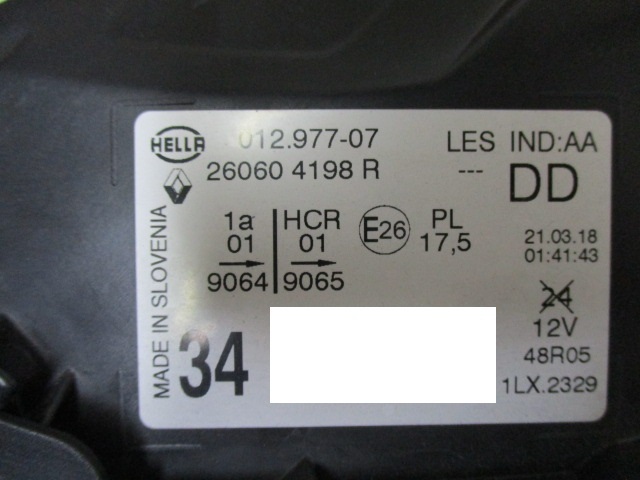 HELLA 012.977-07 LES IND:AA
26060 4198 R --- DD
MADE IN SLOVENIA
1a HCR E26 PL
01 01 17,5
9064 9065
21.03.18
01:41:43
24
12V
48R05
34
1LX.2329